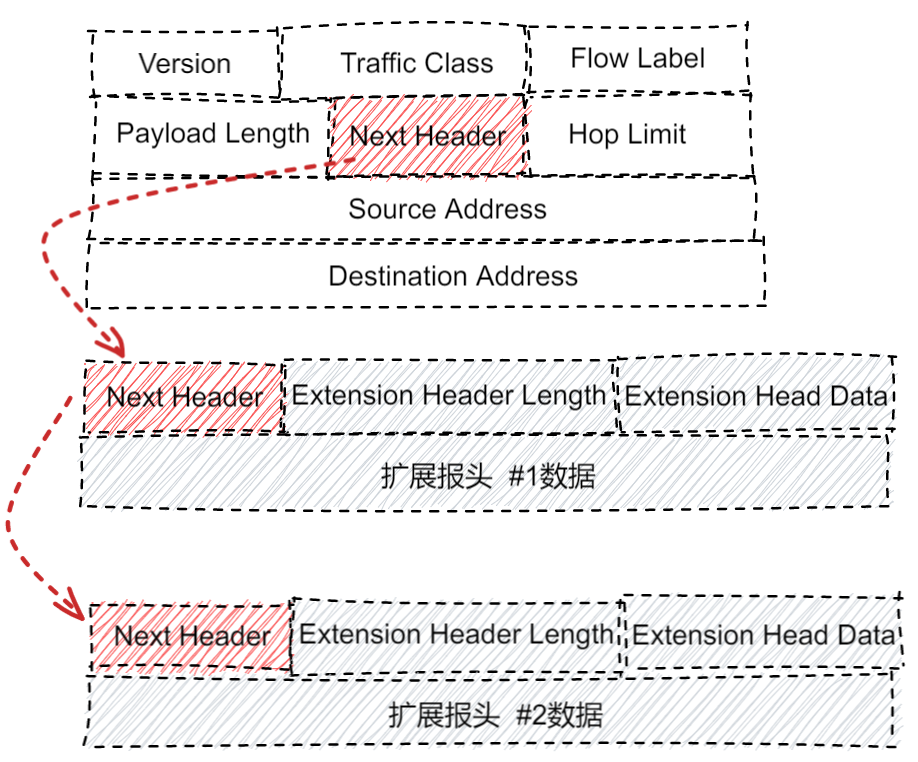 Version Traffic Class Flow Label
Payload Length Next Header Hop Limit
Source Address
Destination Address
Next Header Extension Header Length Extension Head Data
扩展报头 #1数据
Next Header Extension Header Length Extension Head Data
扩展报头 #2数据